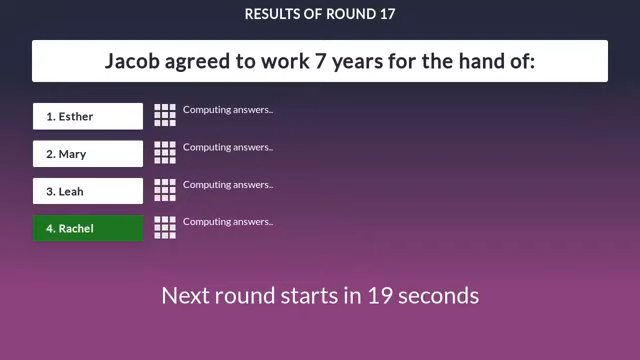 RESULTS OF ROUND 17
Jacob agreed to work 7 years for the hand of:
1. Esther
Computing answers..
2. Mary
Computing answers..
3. Leah
Computing answers..
4. Rachel
Computing answers..
Next round starts in 19 seconds